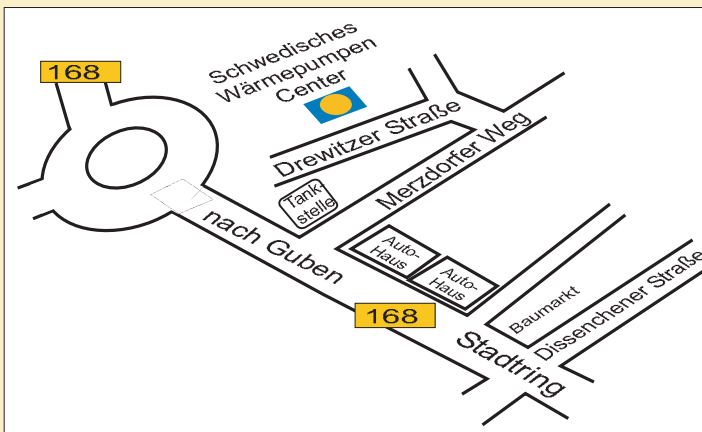 168
Schwedisches
Wärmepumpen
Center
Drewitzer Straße
Merzdorfer Weg
Tank-
stelle
nach Guben
Auto-
Haus
Auto-
Haus
168
Stadtring
Baumarkt
Dissenchener Straße